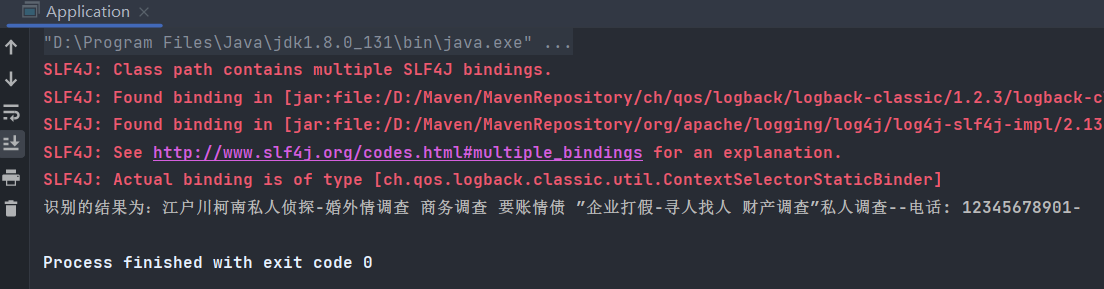 Application
"D:\Program Files\Java\jdk1.8.0_131\bin\java.exe" ...
SLF4J: Class path contains multiple SLF4J bindings.
SLF4J: Found binding in [jar:file:/D:/Maven/MavenRepository/ch/qos/logback/logback-classic/1.2.3/logback-c
SLF4J: Found binding in [jar:file:/D:/Maven/MavenRepository/org/apache/logging/log4j/log4j-slf4j-impl/2.13
SLF4J: See http://www.slf4j.org/codes.html#multiple_bindings for an explanation.
SLF4J: Actual binding is of type [ch.qos.logback.classic.util.ContextSelectorStaticBinder]
识别的结果为: 江户川柯南私人侦探-婚外情调查 商务调查 要账情债 ”企业打假-寻人找人 财产调查”私人调查--电话: 12345678901-
Process finished with exit code 0